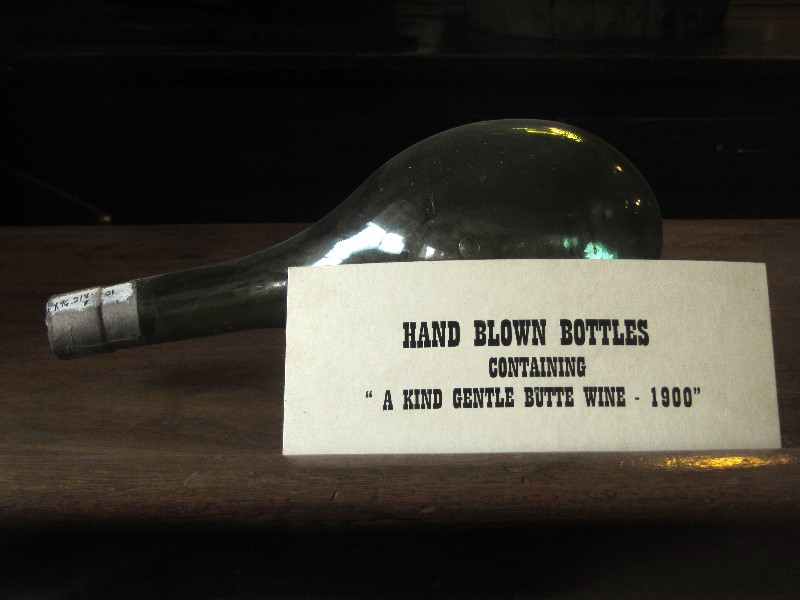 HAND BLOWN BOTTLES
CONTAINING
“ A KIND GENTLE BUTTE WINE - 1900”